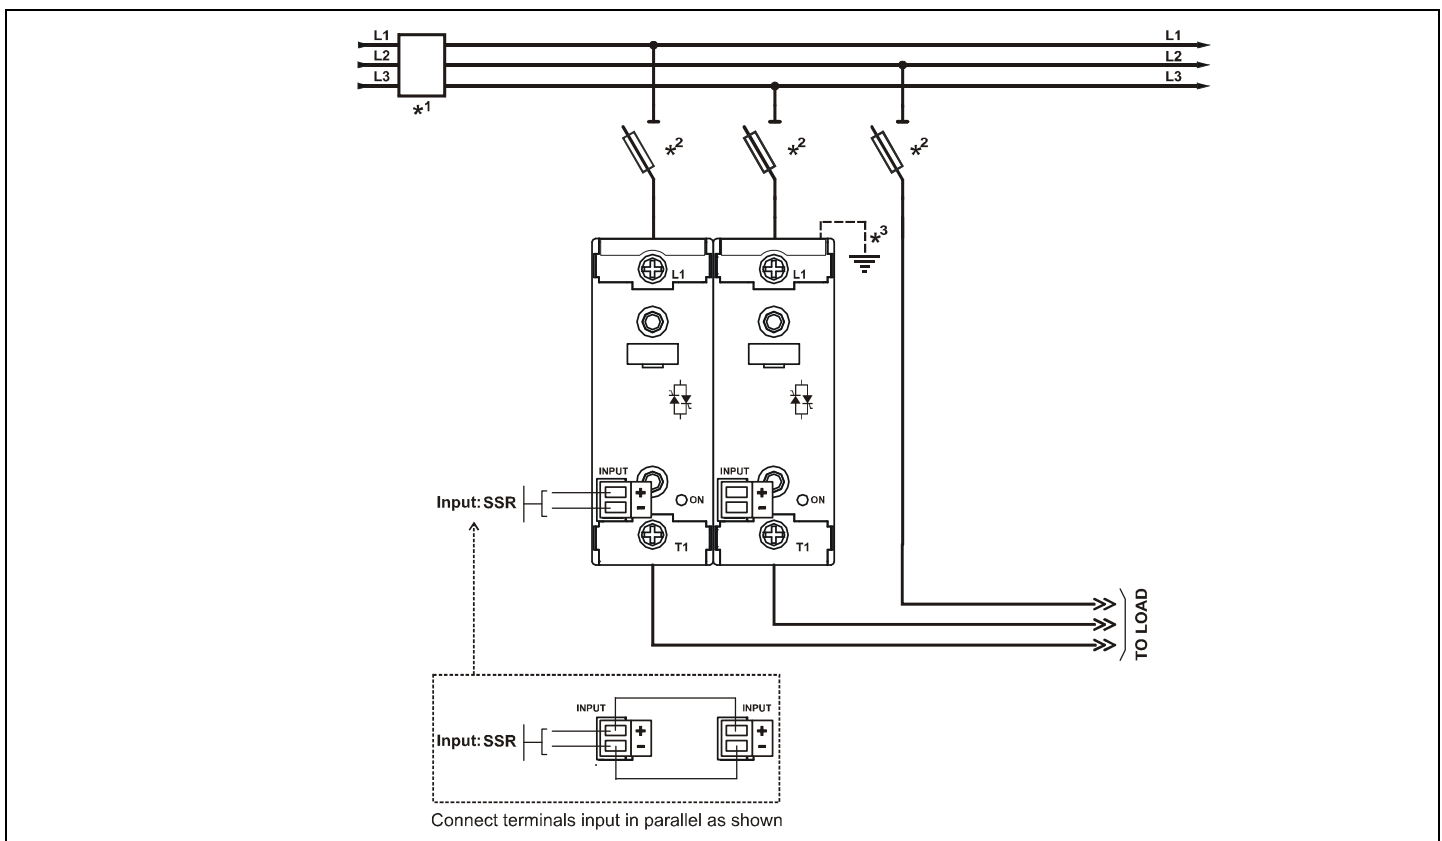 L1 L1
L2 L2
L3 L3
*1
*2 *2 *2
*3
L1 L1
INPUT INPUT
+ +
Input: SSR ON ON
- -
T1 T1
TO LOAD
INPUT INPUT
+ +
Input: SSR
- -
Connect terminals input in parallel as shown